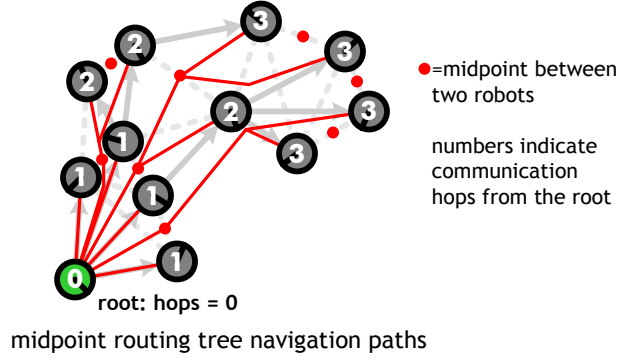 3
2
3
2
2
3
1
3
1
1
1
0
=midpoint between
two robots
numbers indicate
communication
hops from the root
root: hops = 0
midpoint routing tree navigation paths